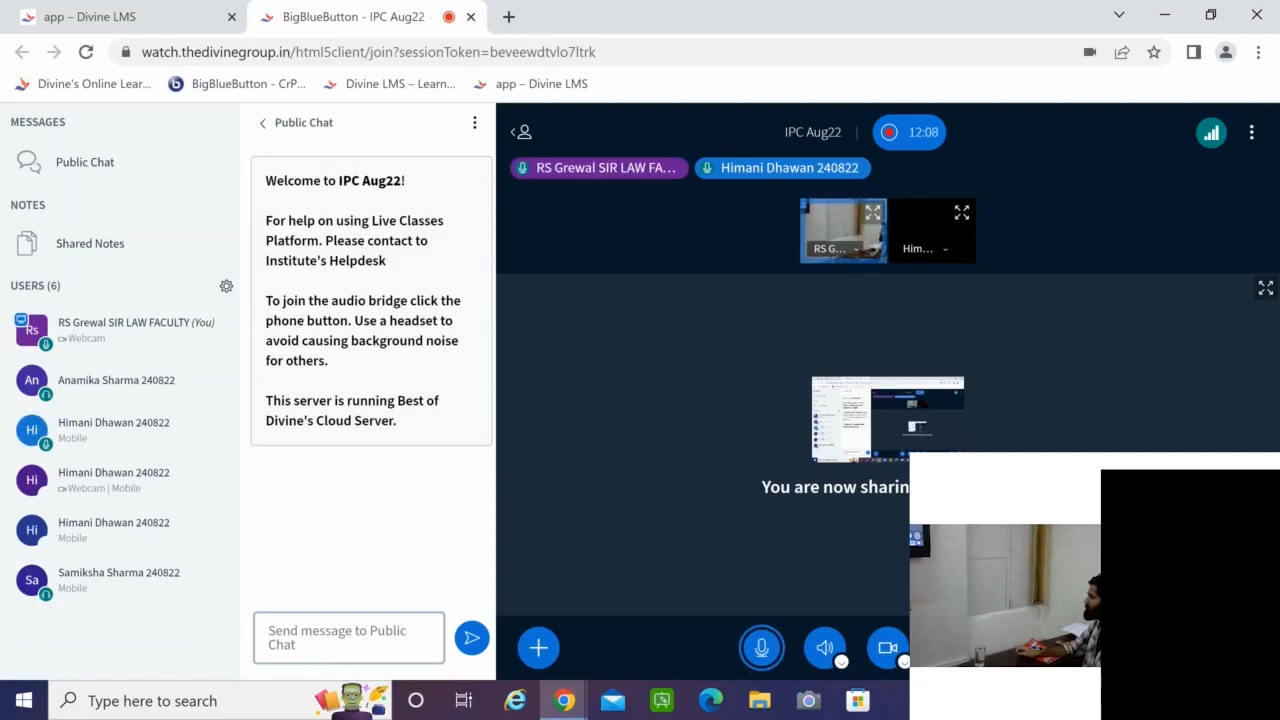 app – Divine LMS
BigBlueButton - IPC Aug22 -
watch.thedivinegroup.in/html5client/join?sessionToken=beveewdtvlo7ltrk
Divine's Online Lear...
BigBlueButton - CrP...
Divine LMS – Learn...
app – Divine LMS
MESSAGES
Public Chat
NOTES
Shared Notes
USERS (6)
Rs
RS Grewal SIR LAW FACULTY (You)
Webcam
An
Anamika Sharma 240822
Hi
Himani Dhawan 240822
Mobile
Hi
Himani Dhawan 240822
Webcam | Mobile
Hi
Himani Dhawan 240822
Mobile
Sa
Samiksha Sharma 240822
Mobile
Public Chat
Welcome to IPC Aug22!
For help on using Live Classes
Platform. Please contact to
Institute's Helpdesk
To join the audio bridge click the
phone button. Use a headset to
avoid causing background noise
for others.
This server is running Best of
Divine's Cloud Server.
Send message to Public
Chat
IPC Aug22
12:08
RS Grewal SIR LAW FA...
Himani Dhawan 240822
RS G...
Him...
You are now sharin
Type here to search